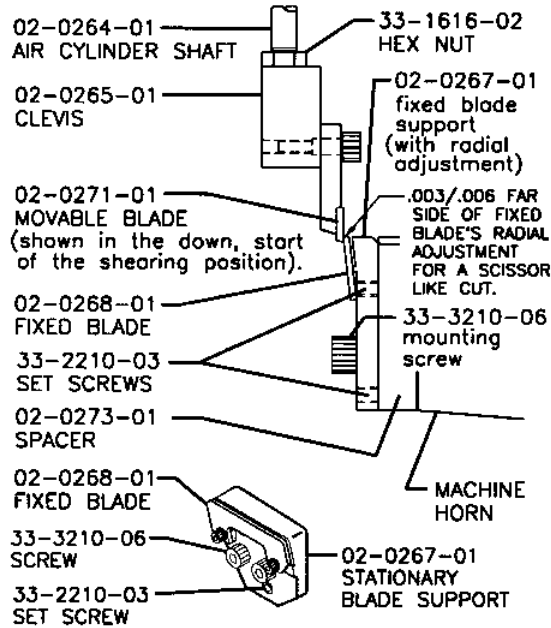 02-0264-01
AIR CYLINDER SHAFT
33-1616-02
HEX NUT
02-0265-01
CLEVIS
02-0267-01
fixed blade
support
(with radial
adjustment)
02-0271-01
MOVABLE BLADE
(shown in the down, start
of the shearing position).
.003/.006 FAR
SIDE OF FIXED
BLADE'S RADIAL
ADJUSTMENT
FOR A SCISSOR
LIKE CUT.
02-0268-01
FIXED BLADE
33-3210-06
mounting
screw
33-2210-03
SET SCREWS
02-0273-01
SPACER
MACHINE
HORN
02-0268-01
FIXED BLADE
33-3210-06
SCREW
33-2210-03
SET SCREW
02-0267-01
STATIONARY
BLADE SUPPORT